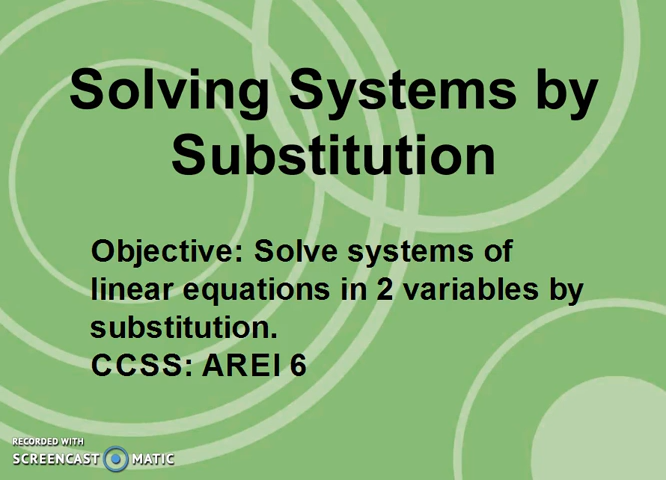 Solving Systems by
Substitution
Objective: Solve systems of
linear equations in 2 variables by
substitution.
CCSS: AREI 6
RECORDED WITH
SCREENCAST MATIC